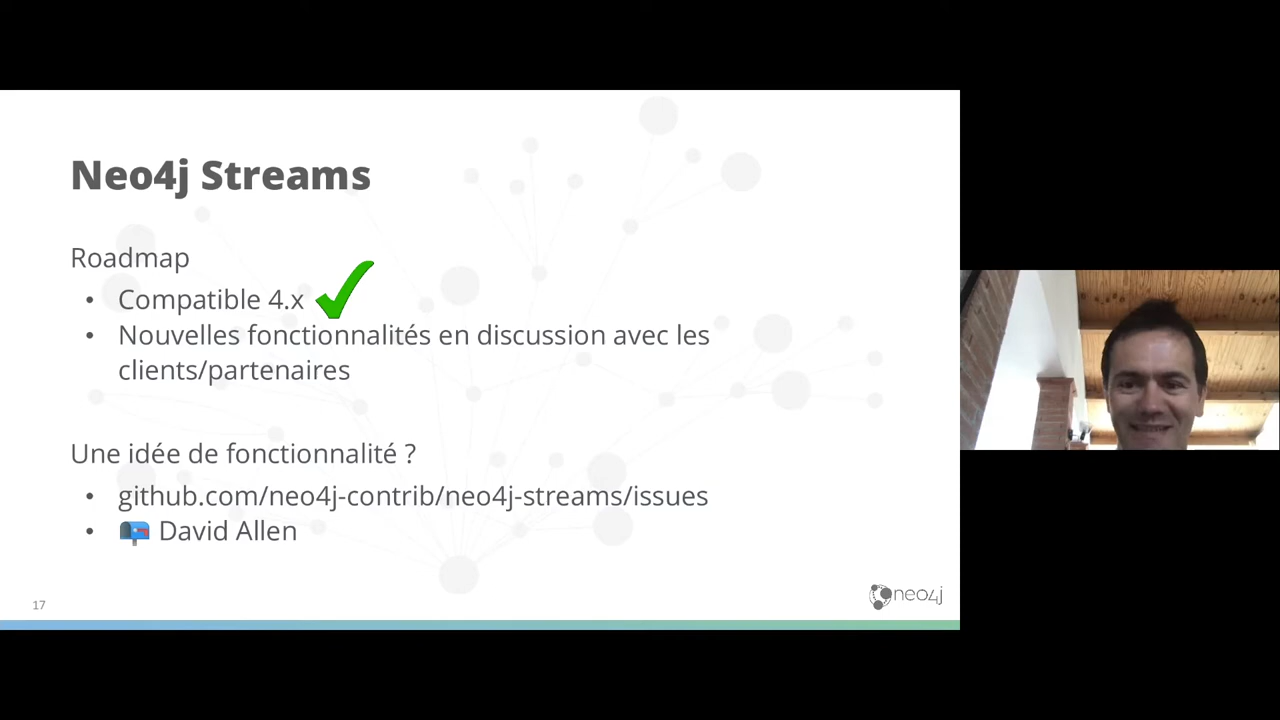 Neo4j Streams
Roadmap
• Compatible 4.x
• Nouvelles fonctionnalités en discussion avec les
clients/partenaires
Une idée de fonctionnalité ?
• github.com/neo4j-contrib/neo4j-streams/issues
• 📭 David Allen
17
neo4j